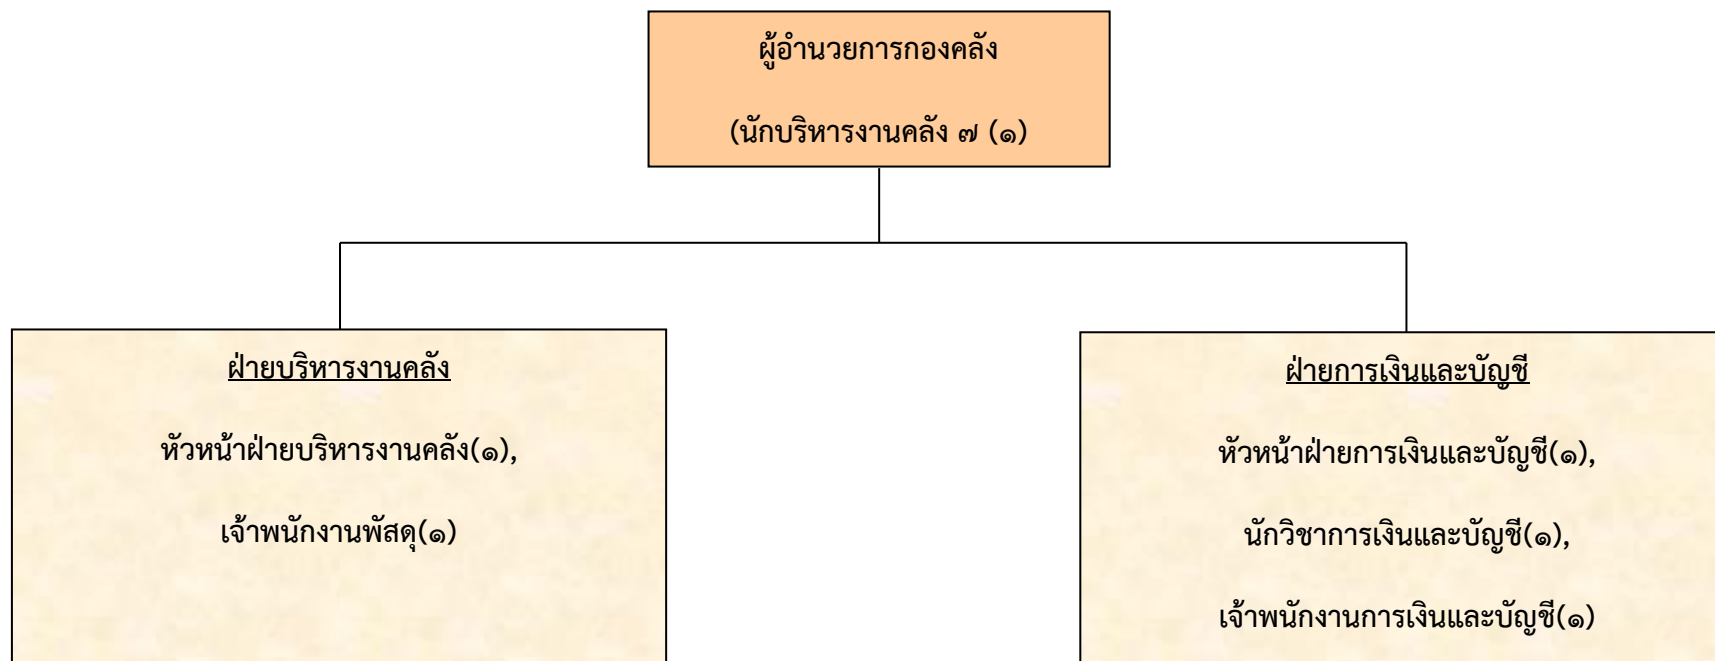 ผู้อำนวยการกองคลัง
(นักบริหารงานคลัง ๗ (๑)
ฝ่ายบริหารงานคลัง
หัวหน้าฝ่ายบริหารงานคลัง(๑),
เจ้าพนักงานพัสดุ(๑)
ฝ่ายการเงินและบัญชี
หัวหน้าฝ่ายการเงินและบัญชี(๑),
นักวิชาการเงินและบัญชี(๑),
เจ้าพนักงานการเงินและบัญชี(๑)